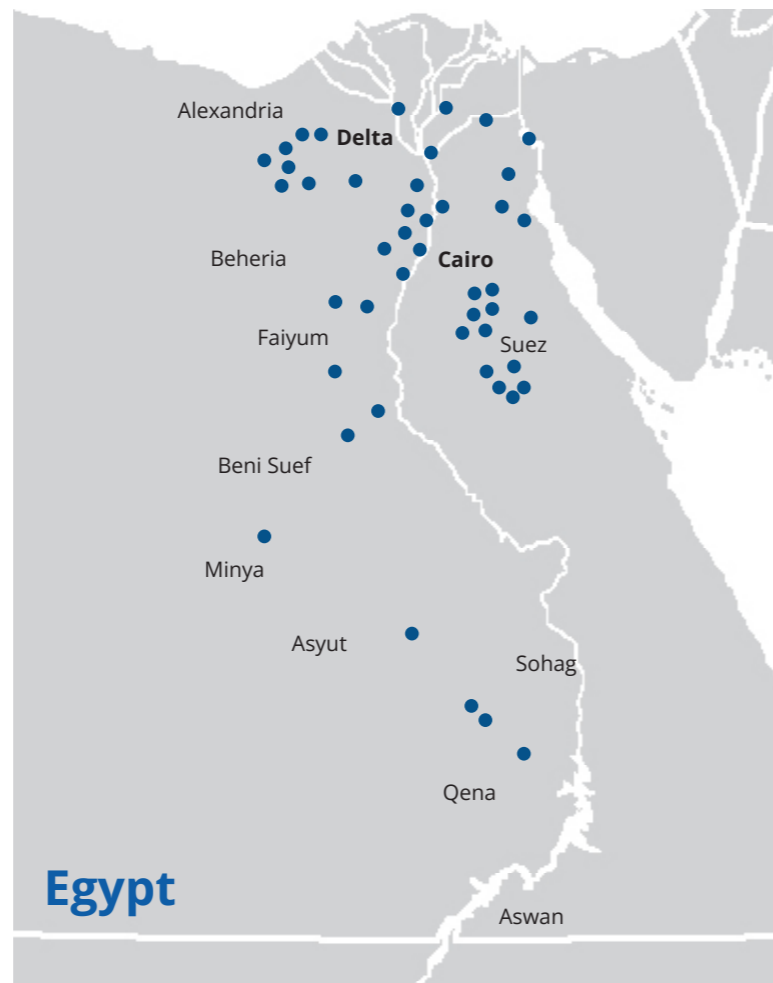 Alexandria
Delta
Beheria
Cairo
Faiyum
Suez
Beni Suef
Minya
Asyut
Sohag
Qena
Egypt
Aswan